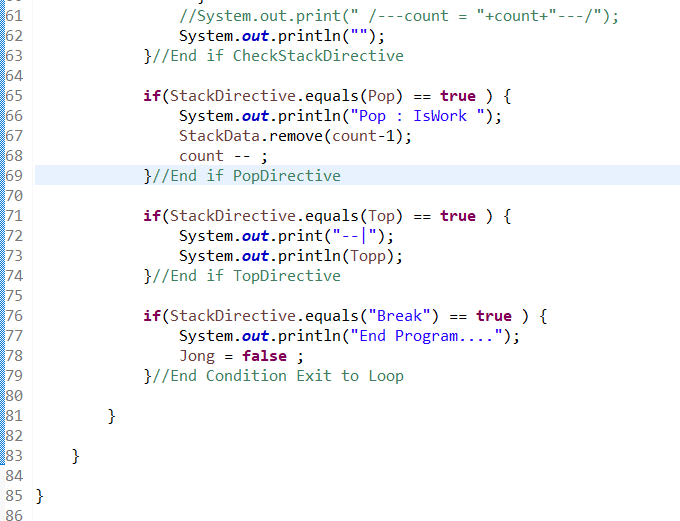 61 //System.out.print(" /---count = "+count+"---/");
62 System.out.println("");
63 }//End if CheckStackDirective
64
65 if(StackDirective.equals(Pop) == true ) {
66 System.out.println("Pop : IsWork ");
67 StackData.remove(count-1);
68 count -- ;
69 }//End if PopDirective
70
71 if(StackDirective.equals(Top) == true ) {
72 System.out.print("--|");
73 System.out.println(Topp);
74 }//End if TopDirective
75
76 if(StackDirective.equals("Break") == true ) {
77 System.out.println("End Program....");
78 Jong = false ;
79 }//End Condition Exit to Loop
80
81 }
82
83 }
84
85 }
86